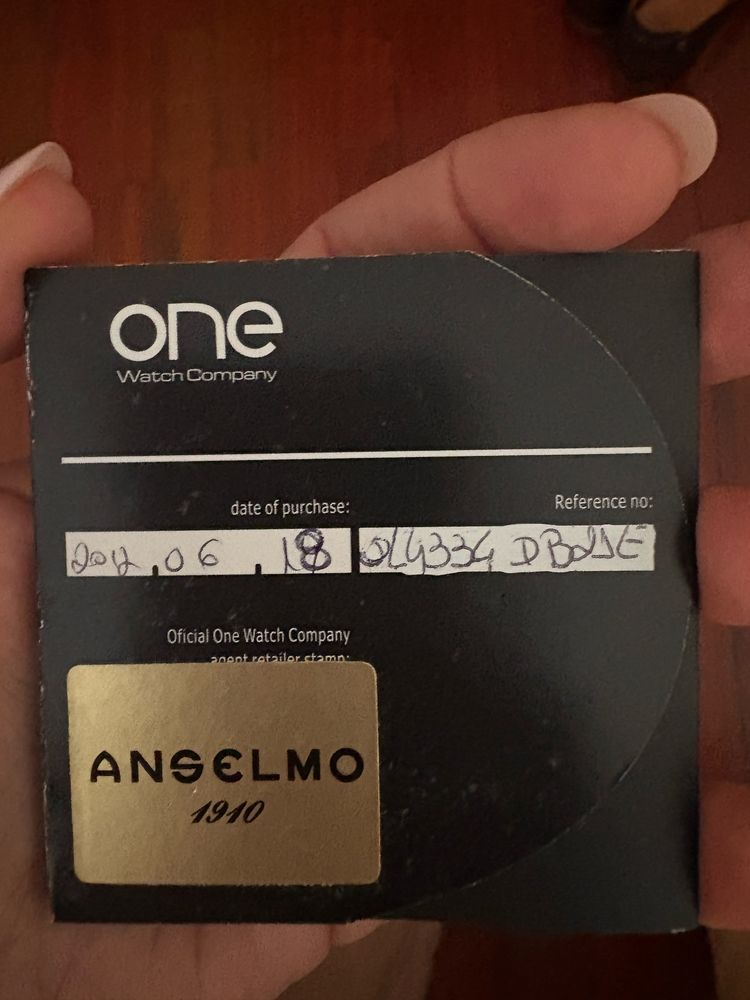 one
Watch Company
date of purchase:
Reference no:
2012.06.18
OL4334DB21E
Oficial One Watch Company
agent retailer stamp:
ANSELMO
1910